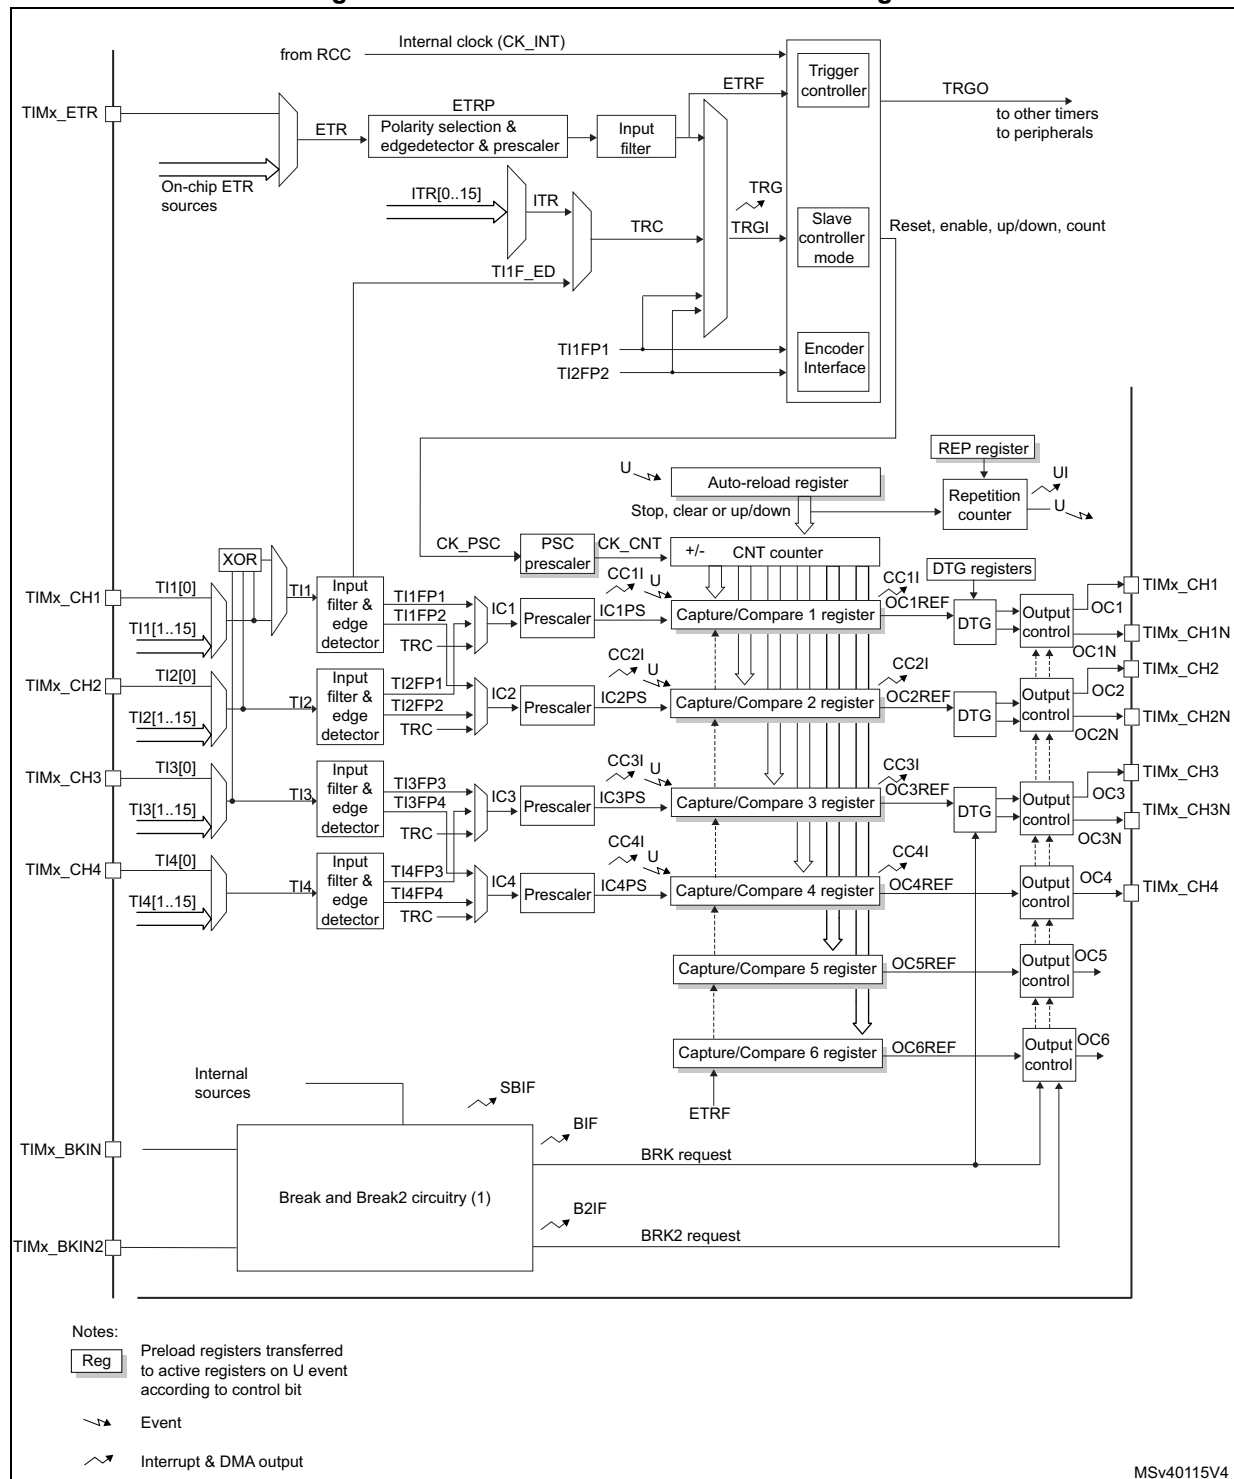 Internal clock (CK_INT)
from RCC
Trigger
controller
ETRF
TRGO
to other timers
to peripherals
TIMx_ETR
ETR
ETRP
Polarity selection &
edgedetector & prescaler
Input
filter
On-chip ETR
sources
ITR[0..15]
ITR
TRC
TRG
TRGI
Slave
controller
mode
Reset, enable, up/down, count
TI1F_ED
TI1FP1
TI2FP2
Encoder
Interface
REP register
U
Auto-reload register
Repetition
counter
UI
U
Stop, clear or up/down
CK_PSC
PSC
prescaler
CK_CNT
+/-
CNT counter
DTG registers
XOR
TIMx_CH1
TI1[0]
TI1[1..15]
TI1
Input
filter &
edge
detector
TI1FP1
TI1FP2
TRC
IC1
Prescaler
IC1PS
CC1I
U
Capture/Compare 1 register
CC1I
OC1REF
DTG
Output
control
OC1
TIMx_CH1
OC1N
TIMx_CH1N
TIMx_CH2
TI2[0]
TI2[1..15]
TI2
Input
filter &
edge
detector
TI2FP1
TI2FP2
TRC
IC2
Prescaler
IC2PS
CC2I
U
Capture/Compare 2 register
CC2I
OC2REF
DTG
Output
control
OC2
TIMx_CH2
OC2N
TIMx_CH2N
TIMx_CH3
TI3[0]
TI3[1..15]
TI3
Input
filter &
edge
detector
TI3FP3
TI3FP4
TRC
IC3
Prescaler
IC3PS
CC3I
U
Capture/Compare 3 register
CC3I
OC3REF
DTG
Output
control
OC3
TIMx_CH3
OC3N
TIMx_CH3N
TIMx_CH4
TI4[0]
TI4[1..15]
TI4
Input
filter &
edge
detector
TI4FP3
TI4FP4
TRC
IC4
Prescaler
IC4PS
CC4I
U
Capture/Compare 4 register
CC4I
OC4REF
Output
control
OC4
TIMx_CH4
Capture/Compare 5 register
OC5REF
Output
control
OC5
Capture/Compare 6 register
OC6REF
Output
control
OC6
ETRF
Internal
sources
SBIF
TIMx_BKIN
BIF
BRK request
Break and Break2 circuitry (1)
TIMx_BKIN2
B2IF
BRK2 request
Notes:
Reg
Preload registers transferred
to active registers on U event
according to control bit
Event
Interrupt & DMA output
MSv40115V4